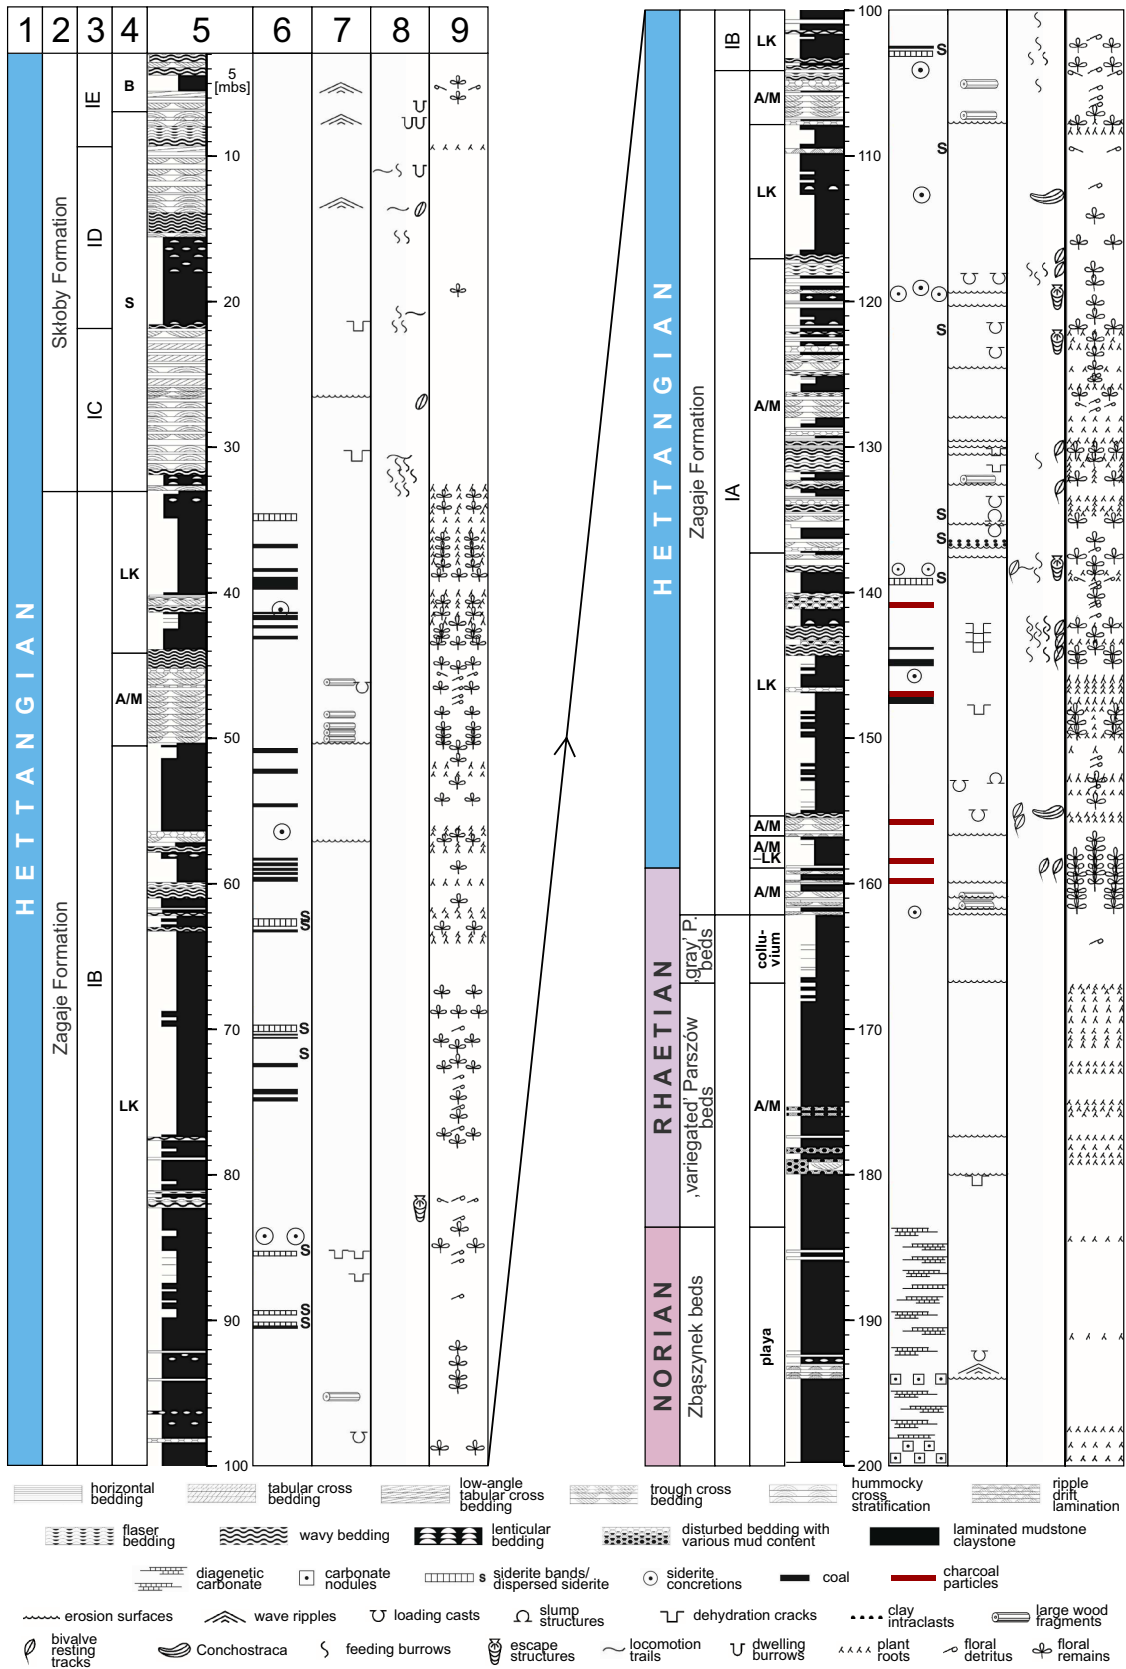 1 2 3 4 5 6 7 8 9
HETTANGIAN
Skłoby Formation
Zagaje Formation
IE
ID
IC
IB
B
S
LK
A/M
LK
5
[mbs]
10
20
30
40
50
60
70
80
90
100
S
S
S
S
S
S
S
HETTANGIAN
RHAETIAN
NORIAN
Zagaje Formation
‚gray’ P.
beds
‚variegated’ Parszów
beds
Zbąszynek beds
IB
IA
LK
A/M
LK
A/M
LK
A/M
A/M
–LK
A/M
collu-
vium
A/M
playa
100
110
120
130
140
150
160
170
180
190
200
S
S
S
S
S
S
horizontal
bedding
tabular cross
bedding
low-angle
tabular cross
bedding
trough cross
bedding
hummocky
cross
stratification
ripple
drift
lamination
flaser
bedding
wavy bedding
lenticular
bedding
disturbed bedding with
various mud content
laminated mudstone
claystone
diagenetic
carbonate
carbonate
nodules
S siderite bands/
dispersed siderite
siderite
concretions
coal
charcoal
particles
erosion surfaces
wave ripples
loading casts
slump
structures
dehydration cracks
clay
intraclasts
large wood
fragments
bivalve
resting
tracks
Conchostraca
feeding burrows
escape
structures
locomotion
trails
dwelling
burrows
plant
roots
floral
detritus
floral
remains